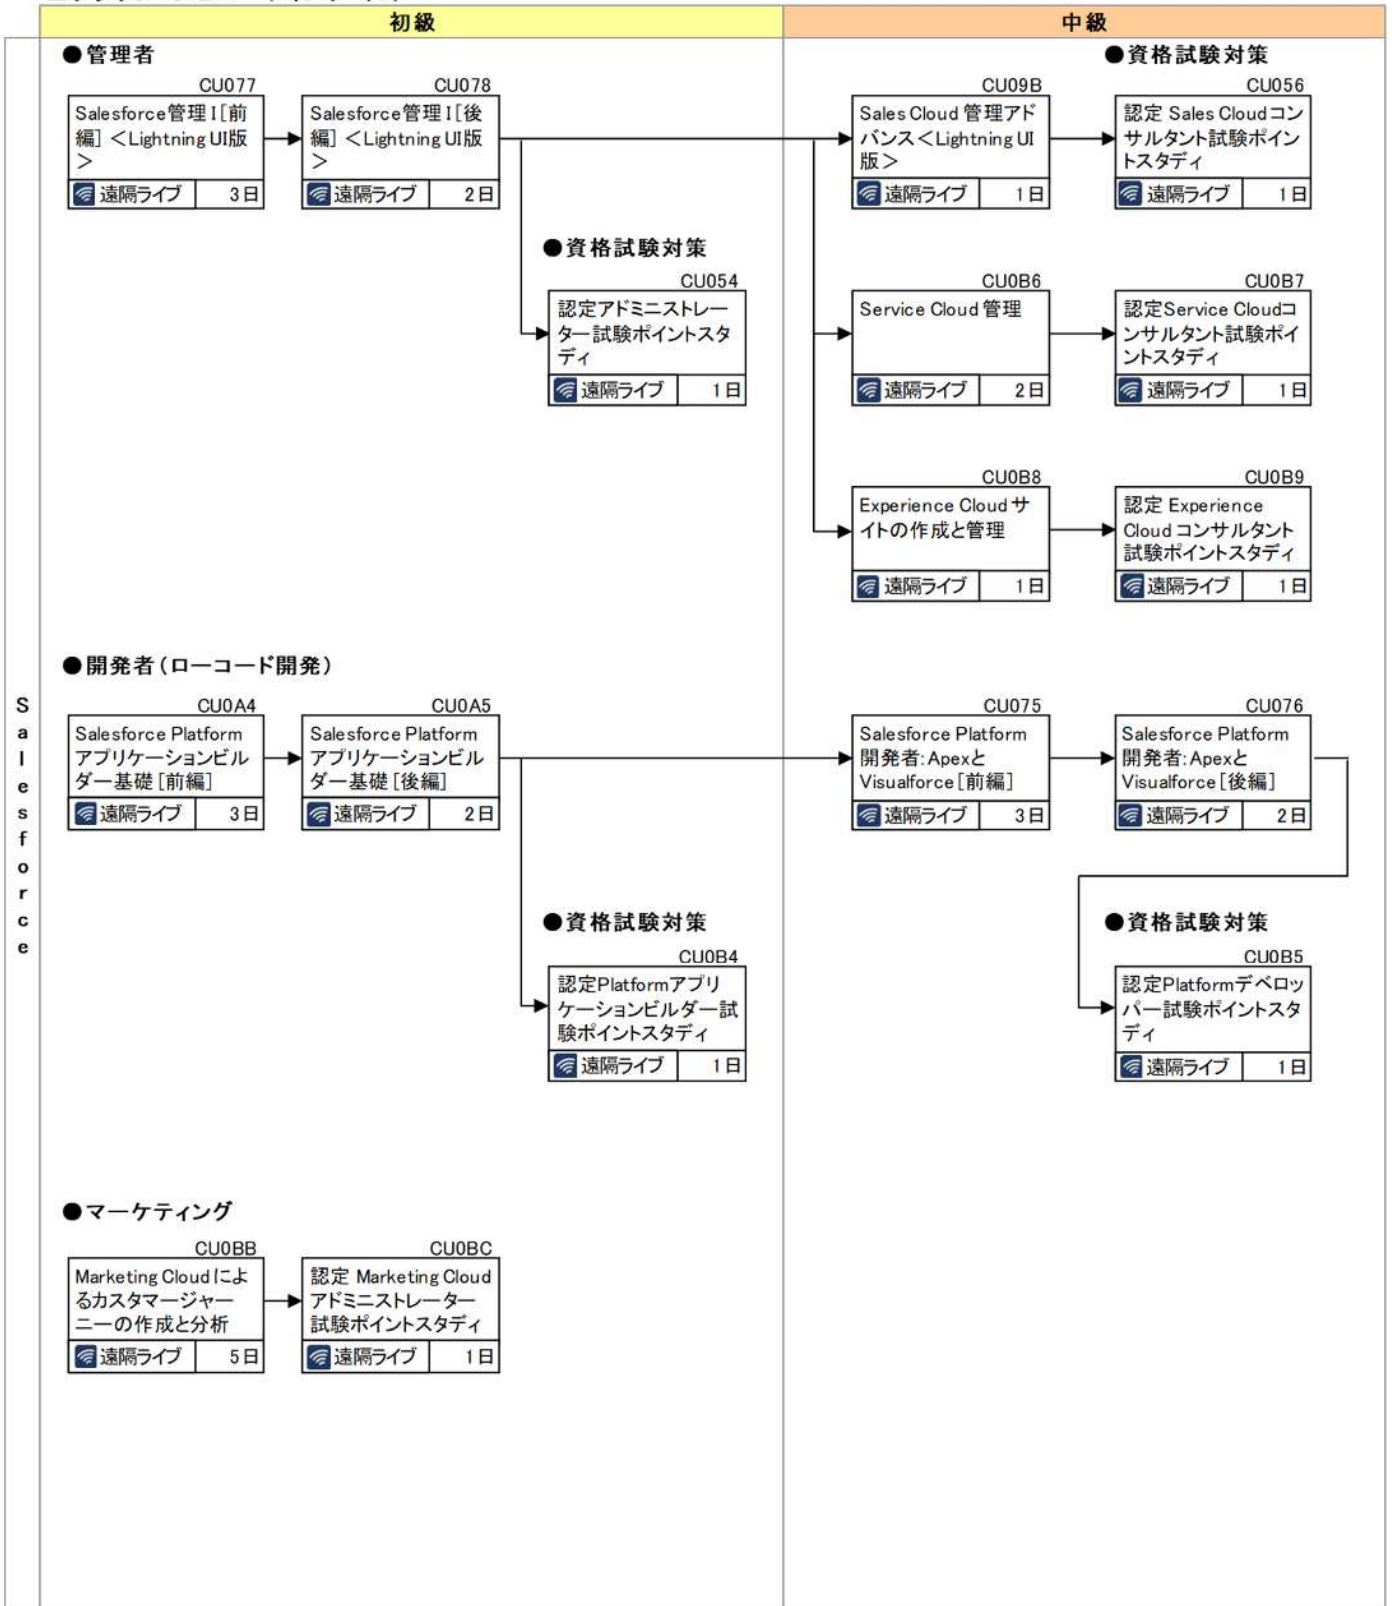 初級
中級
●管理者
●資格試験対策
CU077
Salesforce管理Ⅰ[前
編] <Lightning UI版
>
遠隔ライブ 3日
CU078
Salesforce管理Ⅰ[後
編] <Lightning UI版
>
遠隔ライブ 2日
CU09B
Sales Cloud 管理アド
バンス<Lightning UI
版>
遠隔ライブ 1日
CU056
認定 Sales Cloudコン
サルタント試験ポイン
トスタディ
遠隔ライブ 1日
●資格試験対策
CU054
認定アドミニストレー
ター試験ポイントスタ
ディ
遠隔ライブ 1日
CU0B6
Service Cloud 管理
遠隔ライブ 2日
CU0B7
認定Service Cloudコ
ンサルタント試験ポイ
ントスタディ
遠隔ライブ 1日
CU0B8
Experience Cloud サ
イトの作成と管理
遠隔ライブ 1日
CU0B9
認定 Experience
Cloud コンサルタント
試験ポイントスタディ
遠隔ライブ 1日
Salesforce
●開発者(ローコード開発)
CU0A4
Salesforce Platform
アプリケーションビル
ダー基礎 [前編]
遠隔ライブ 3日
CU0A5
Salesforce Platform
アプリケーションビル
ダー基礎 [後編]
遠隔ライブ 2日
CU075
Salesforce Platform
開発者:Apexと
Visualforce [前編]
遠隔ライブ 3日
CU076
Salesforce Platform
開発者:Apexと
Visualforce [後編]
遠隔ライブ 2日
●資格試験対策
CU0B4
認定Platformアプリ
ケーションビルダー試
験ポイントスタディ
遠隔ライブ 1日
●資格試験対策
CU0B5
認定Platformデベロッ
パー試験ポイントスタ
ディ
遠隔ライブ 1日
●マーケティング
CU0BB
Marketing Cloud によ
るカスタマージャー
ニーの作成と分析
遠隔ライブ 5日
CU0BC
認定 Marketing Cloud
アドミニストレーター
試験ポイントスタディ
遠隔ライブ 1日